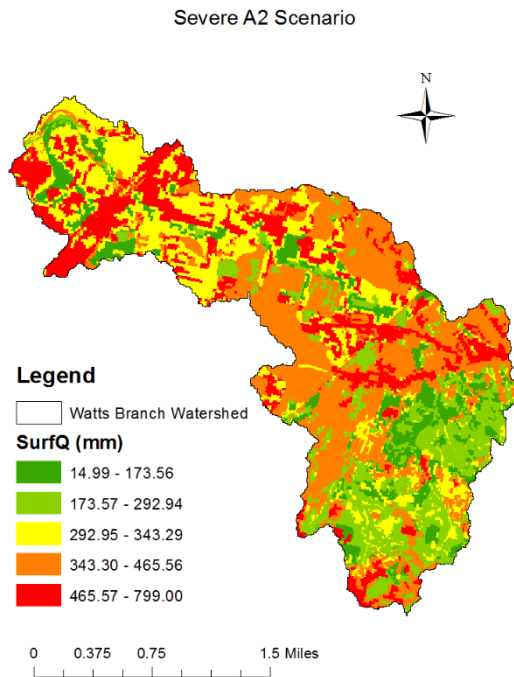 Severe A2 Scenario
N
Legend
Watts Branch Watershed
SurfQ (mm)
14.99 - 173.56
173.57 - 292.94
292.95 - 343.29
343.30 - 465.56
465.57 - 799.00
0 0.375 0.75 1.5 Miles